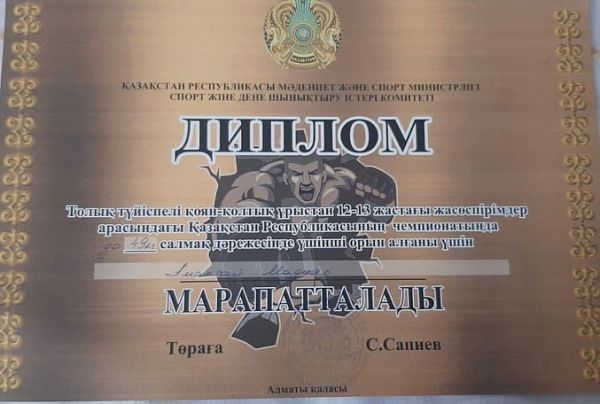 ҚАЗАҚСТАН
ҚАЗАҚСТАН РЕСПУБЛИКАСЫ МӘДЕНИЕТ ЖӘНЕ СПОРТ МИНИСТРЛІГІ
СПОРТ ЖӘНЕ ДЕНЕ ШЫНЫҚТЫРУ ІСТЕРІ КОМИТЕТІ
ДИПЛОМ
Толық түйіспелі қоян-қолтық ұрыстан 12-13 жастағы жасөспірімдер
арасындағы Қазақстан Республикасының чемпионатында
до 49кг салмақ дәрежесінде үшінші орын алғаны үшін
МАРАПАТТАЛАДЫ
Төраға С.Сапиев
Алматы қаласы